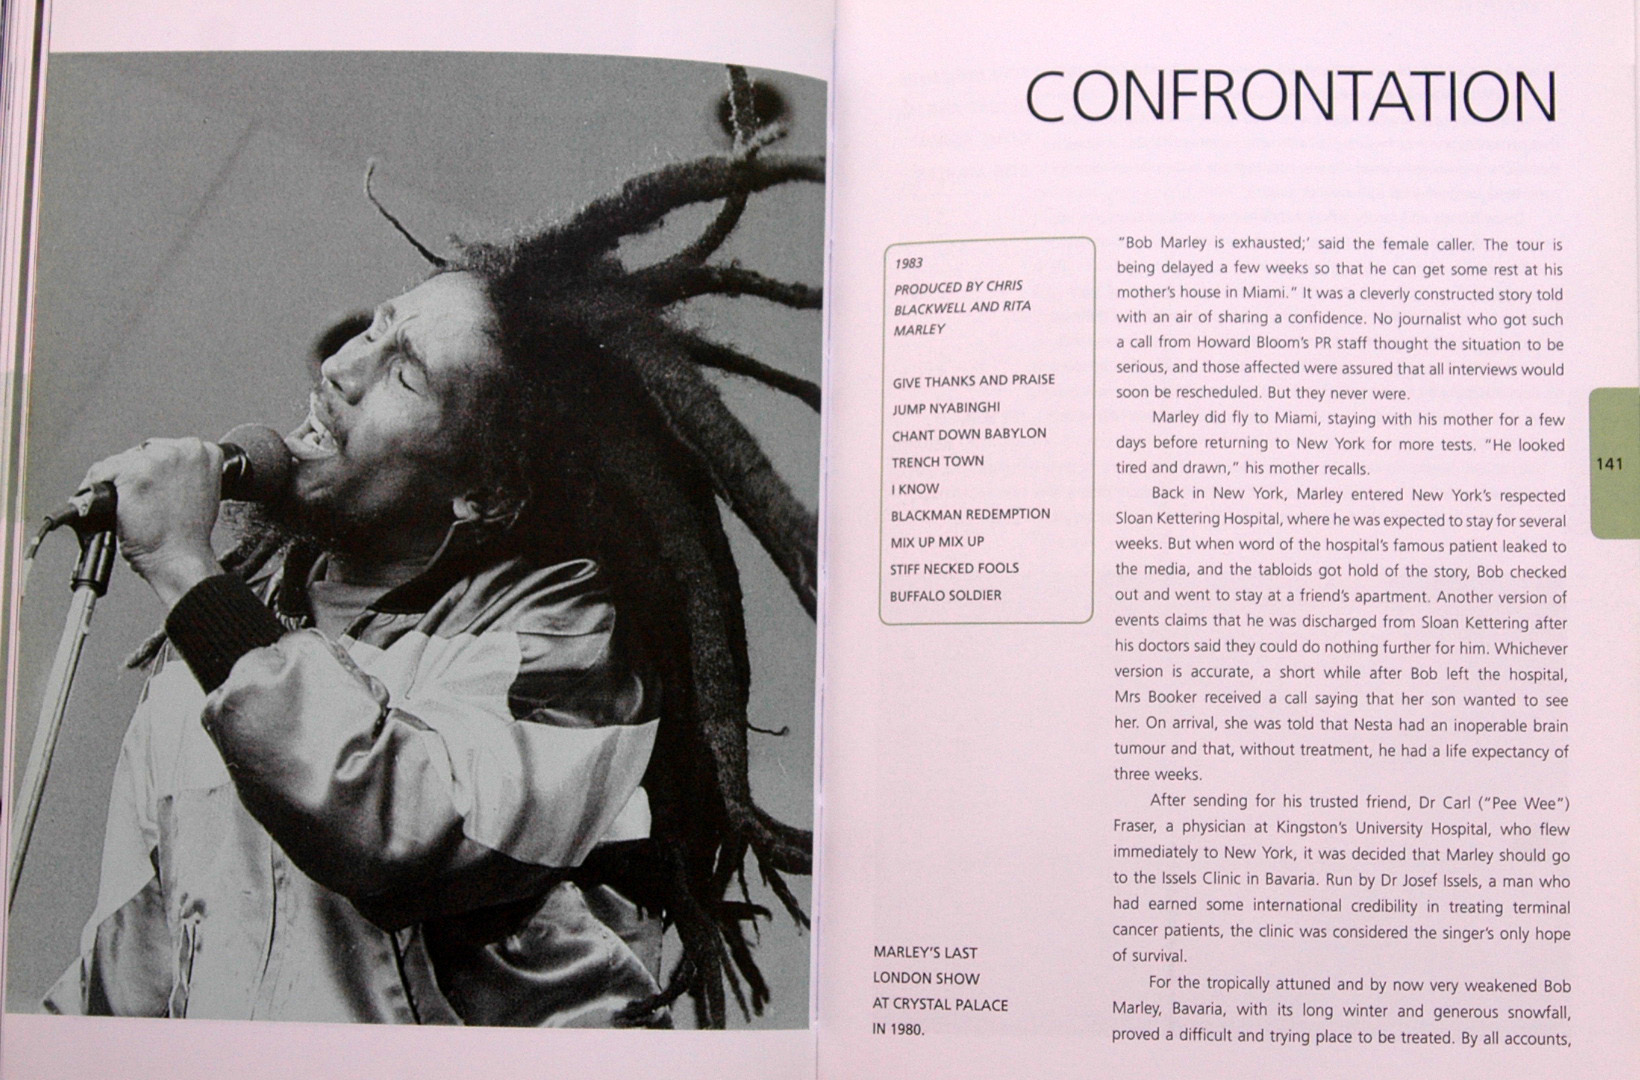 CONFRONTATION
1983
PRODUCED BY CHRIS
BLACKWELL AND RITA
MARLEY
GIVE THANKS AND PRAISE
JUMP NYABINGHI
CHANT DOWN BABYLON
TRENCH TOWN
I KNOW
BLACKMAN REDEMPTION
MIX UP MIX UP
STIFF NECKED FOOLS
BUFFALO SOLDIER
MARLEY'S LAST
LONDON SHOW
AT CRYSTAL PALACE
IN 1980.
"Bob Marley is exhausted;' said the female caller. The tour is
being delayed a few weeks so that he can get some rest at his
mother's house in Miami." It was a cleverly constructed story told
with an air of sharing a confidence. No journalist who got such
a call from Howard Bloom's PR staff thought the situation to be
serious, and those affected were assured that all interviews would
soon be rescheduled. But they never were.
Marley did fly to Miami, staying with his mother for a few
days before returning to New York for more tests. "He looked
tired and drawn," his mother recalls.
Back in New York, Marley entered New York's respected
Sloan Kettering Hospital, where he was expected to stay for several
weeks. But when word of the hospital's famous patient leaked to
the media, and the tabloids got hold of the story, Bob checked
out and went to stay at a friend's apartment. Another version of
events claims that he was discharged from Sloan Kettering after
his doctors said they could do nothing further for him. Whichever
version is accurate, a short while after Bob left the hospital,
Mrs Booker received a call saying that her son wanted to see
her. On arrival, she was told that Nesta had an inoperable brain
tumour and that, without treatment, he had a life expectancy of
three weeks.
After sending for his trusted friend, Dr Carl ("Pee Wee")
Fraser, a physician at Kingston's University Hospital, who flew
immediately to New York, it was decided that Marley should go
to the Issels Clinic in Bavaria. Run by Dr Josef Issels, a man who
had earned some international credibility in treating terminal
cancer patients, the clinic was considered the singer's only hope
of survival.
For the tropically attuned and by now very weakened Bob
Marley, Bavaria, with its long winter and generous snowfall,
proved a difficult and trying place to be treated. By all accounts,
141